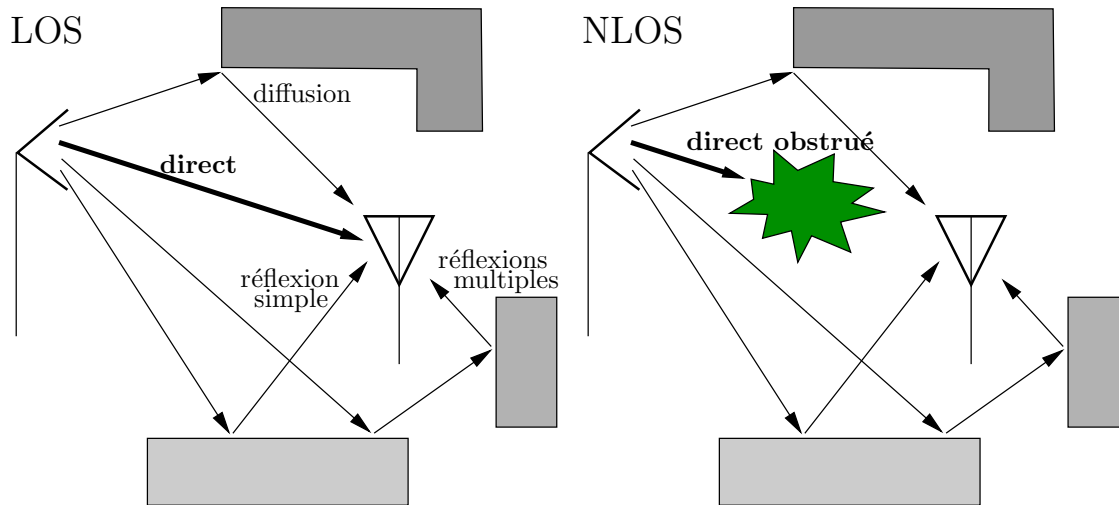 LOS
diffusion
direct
réflexion
simple
réflexions
multiples
NLOS
direct obstrué